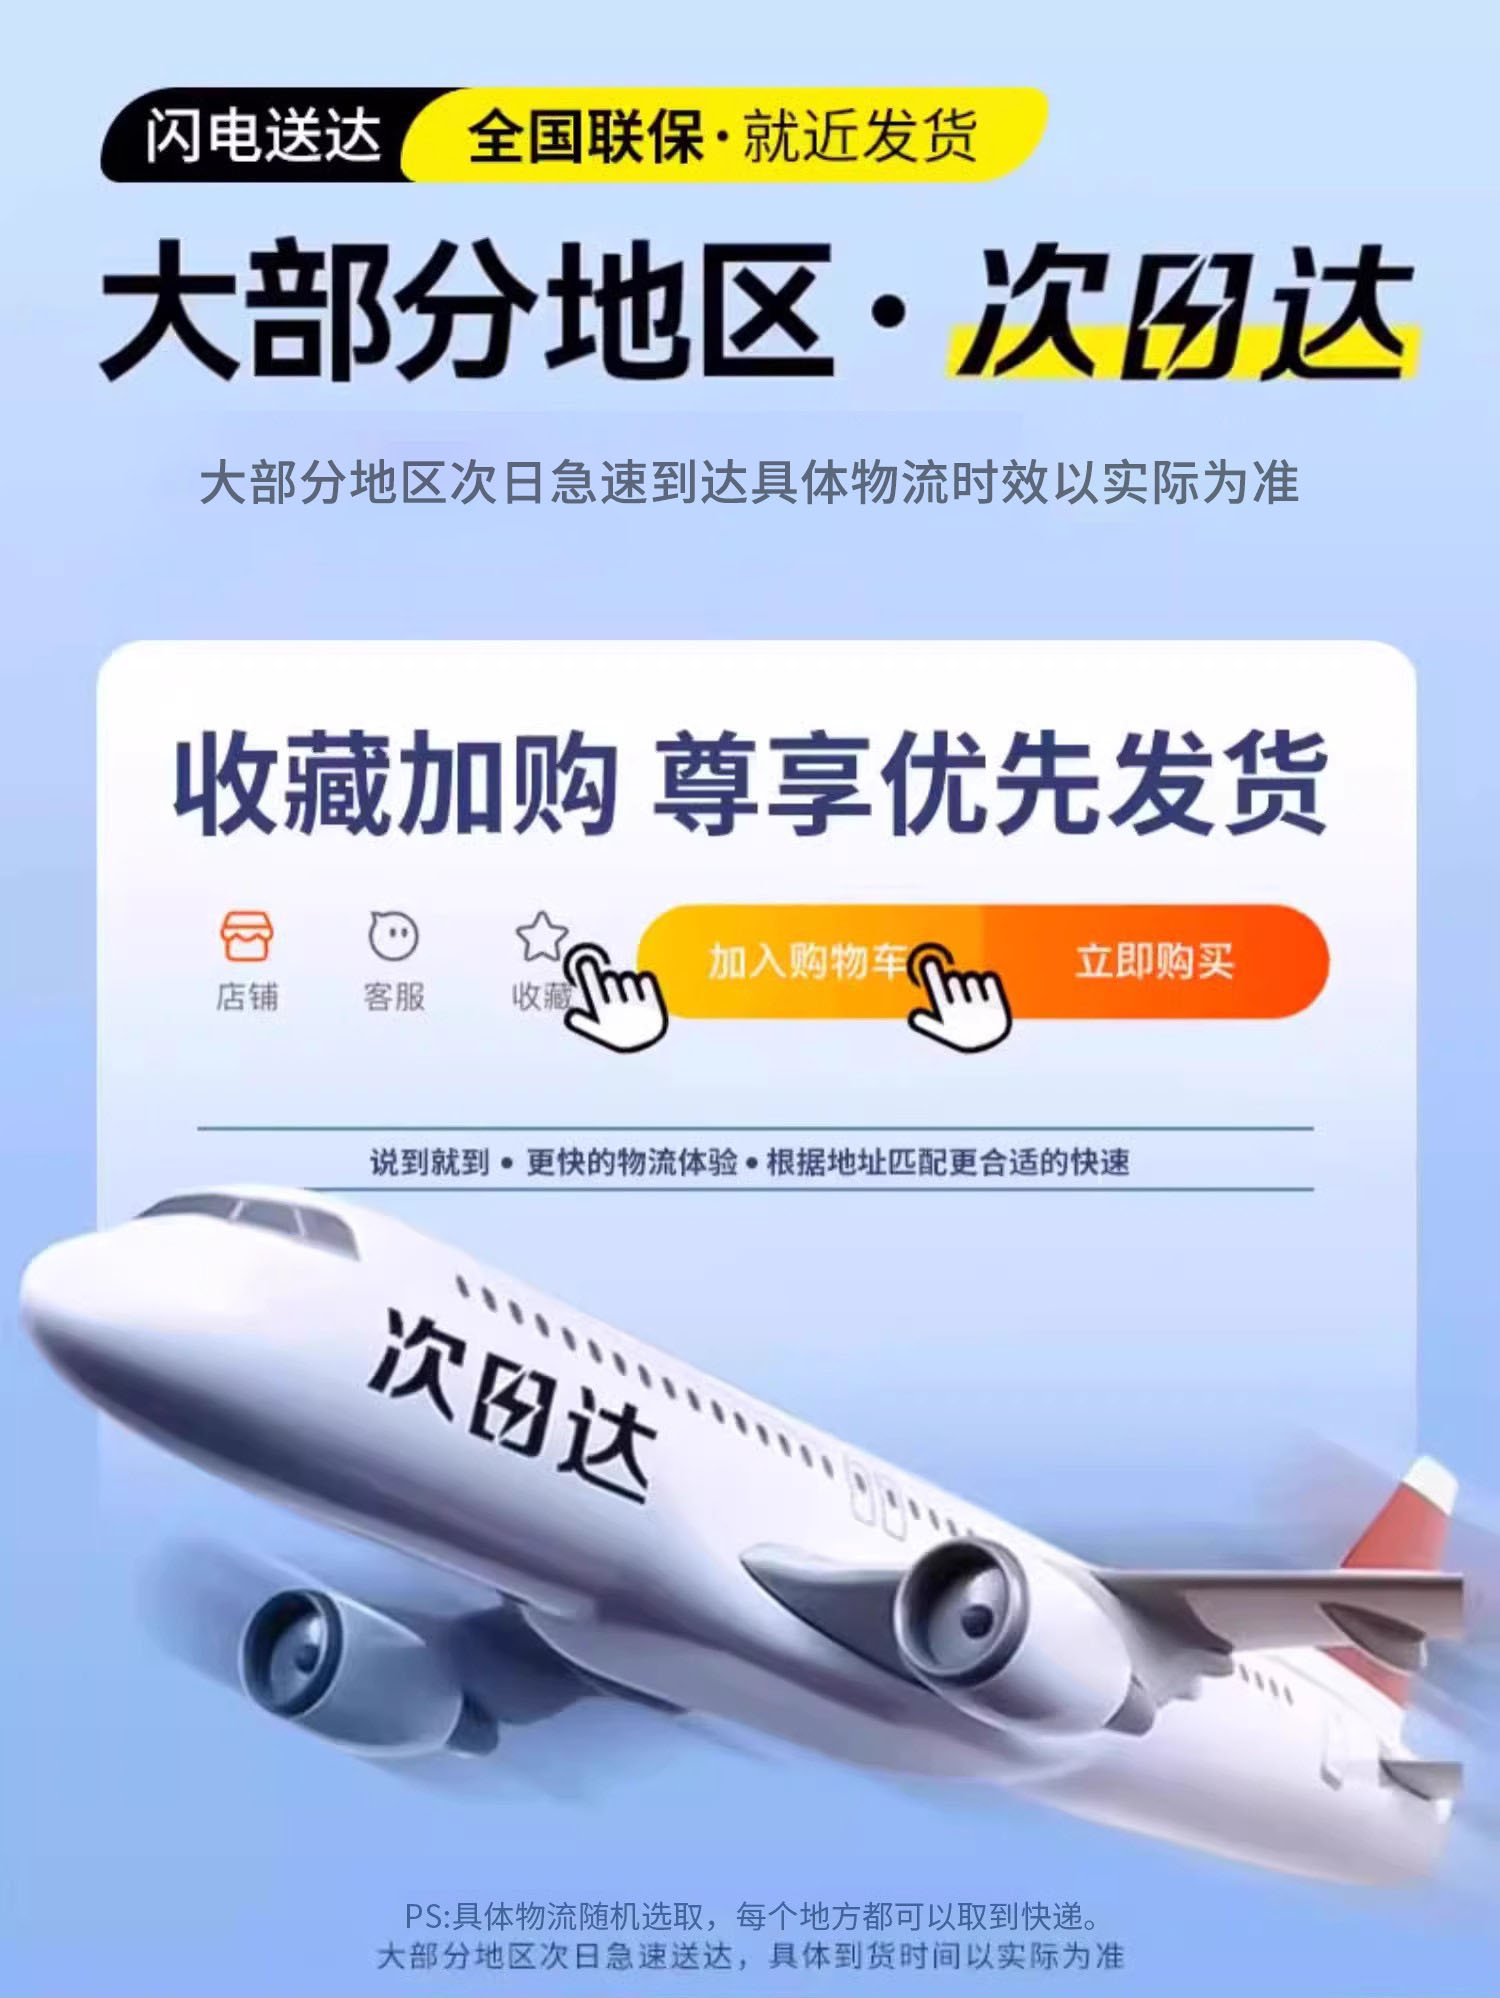 闪电送达 全国联保·就近发货
大部分地区·次日达
大部分地区次日急速到达具体物流时效以实际为准
收藏加购 尊享优先发货
店铺 客服 收藏 加入购物车 立即购买
说到就到•更快的物流体验•根据地址匹配更合适的快速
次日达
PS:具体物流随机选取，每个地方都可以取到快递。
大部分地区次日急速送达，具体到货时间以实际为准